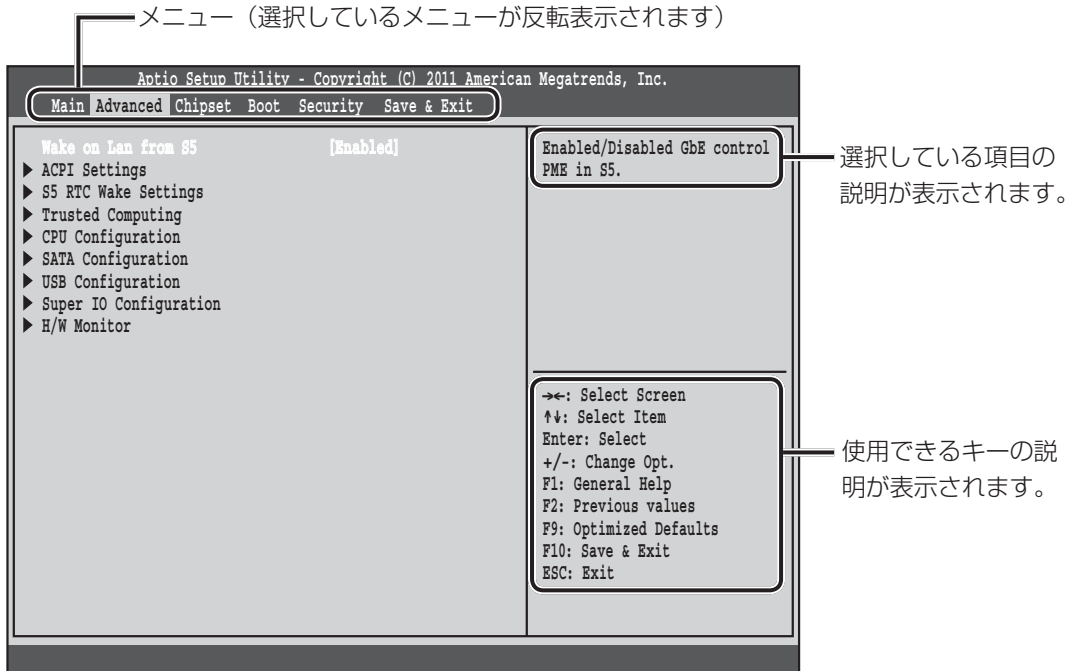 メニュー（選択しているメニューが反転表示されます）
Aptio Setup Utility - Copyright (C) 2011 American Megatrends, Inc.
Main Advanced Chipset Boot Security Save & Exit
Wake on Lan from S5 [Enabled]
▶ ACPI Settings
▶ S5 RTC Wake Settings
▶ Trusted Computing
▶ CPU Configuration
▶ SATA Configuration
▶ USB Configuration
▶ Super IO Configuration
▶ H/W Monitor
Enabled/Disabled GbE control
PME in S5.
選択している項目の
説明が表示されます。
→←: Select Screen
↑↓: Select Item
Enter: Select
+/-: Change Opt.
F1: General Help
F2: Previous values
F9: Optimized Defaults
F10: Save & Exit
ESC: Exit
使用できるキーの説
明が表示されます。